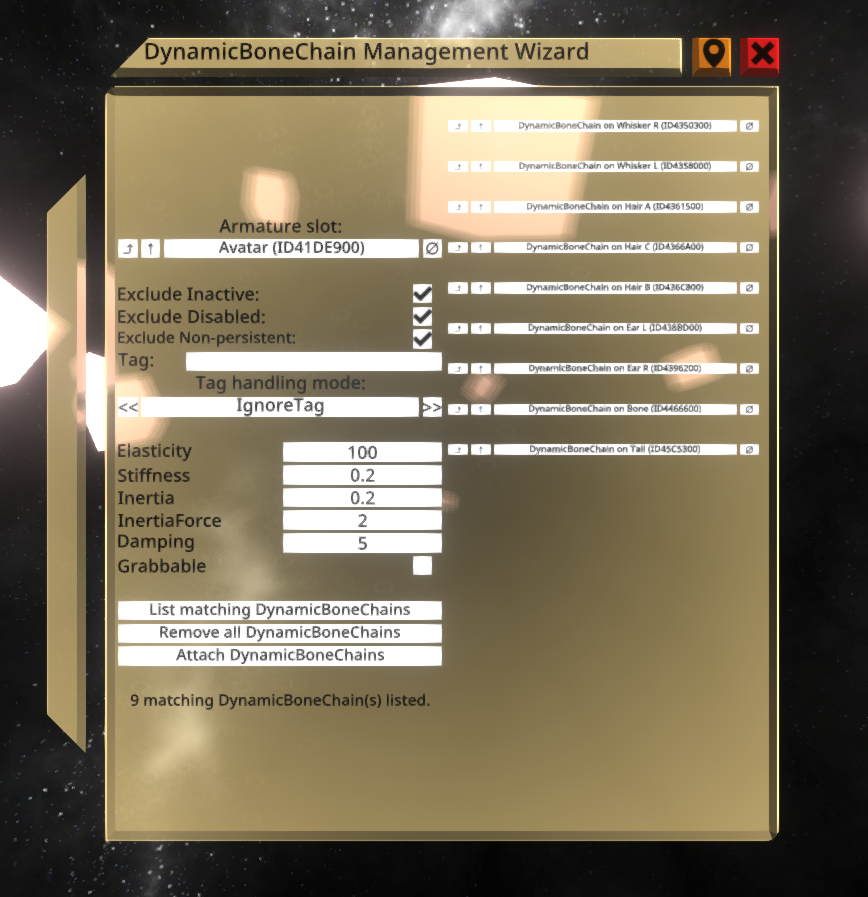 DynamicBoneChain Management Wizard
Armature slot:
Avatar (ID41DE900)
Exclude Inactive:
Exclude Disabled:
Exclude Non-persistent:
Tag:
Tag handling mode:
<< IgnoreTag >>
Elasticity 100
Stiffness 0.2
Inertia 0.2
InertiaForce 2
Damping 5
Grabbable
List matching DynamicBoneChains
Remove all DynamicBoneChains
Attach DynamicBoneChains
9 matching DynamicBoneChain(s) listed.
DynamicBoneChain on Whisker R (ID4350300)
DynamicBoneChain on Whisker L (ID4358000)
DynamicBoneChain on Hair A (ID4361500)
DynamicBoneChain on Hair C (ID4366A00)
DynamicBoneChain on Hair B (ID436C800)
DynamicBoneChain on Ear L (ID438BD00)
DynamicBoneChain on Ear R (ID4396200)
DynamicBoneChain on Bone (ID4466600)
DynamicBoneChain on Tail (ID45C5300)